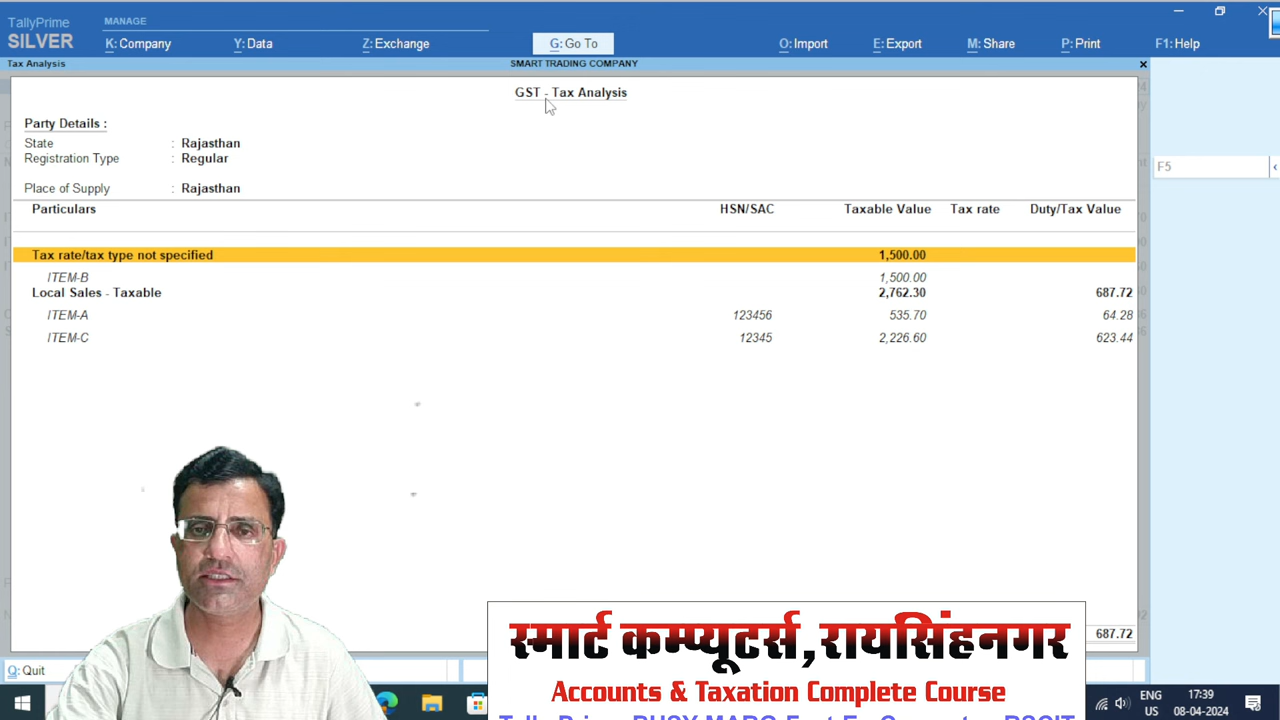 TallyPrime
MANAGE
SILVER
K:Company
Y:Data
Z:Exchange
G:Go To
O:Import
E:Export
M:Share
P:Print
F1:Help
Tax Analysis
SMART TRADING COMPANY
GST - Tax Analysis
Party Details :
State : Rajasthan
Registration Type : Regular
Place of Supply : Rajasthan
F5
Particulars HSN/SAC Taxable Value Tax rate Duty/Tax Value
Tax rate/tax type not specified 1,500.00
ITEM-B 1,500.00
Local Sales - Taxable 2,762.30 687.72
ITEM-A 123456 535.70 64.28
ITEM-C 12345 2,226.60 623.44
687.72
Q: Quit
स्मार्ट कम्प्यूटर्स,रायसिंहनगर
Accounts & Taxation Complete Course
ENG
US
17:39
08-04-2024